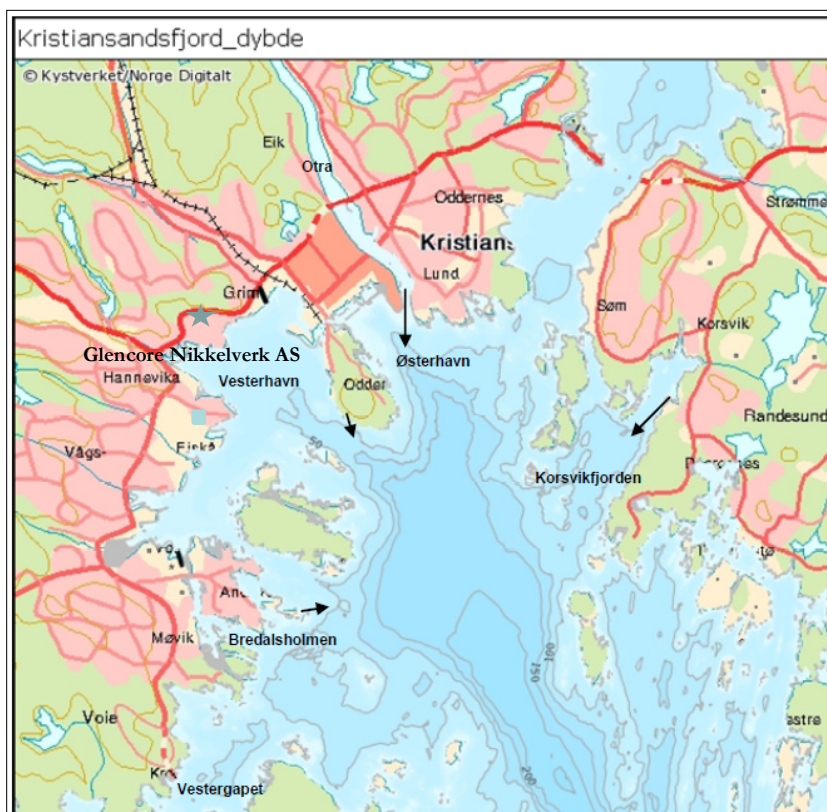 Kristiansandsfjord_dybde
© Kystverket/Norge Digitalt
Eik
Otra
Oddernes
Strømme
Kristians
Lund
Grim
Søm
Korsvik
Glencore Nikkelverk AS
Østerhavn
Hannevika
Vesterhavn
Odder
Randesund
Vågs-
50
Korsvikfjorden
Møvik
Bredalsholmen
100
150
Voie
200
Vestergapet